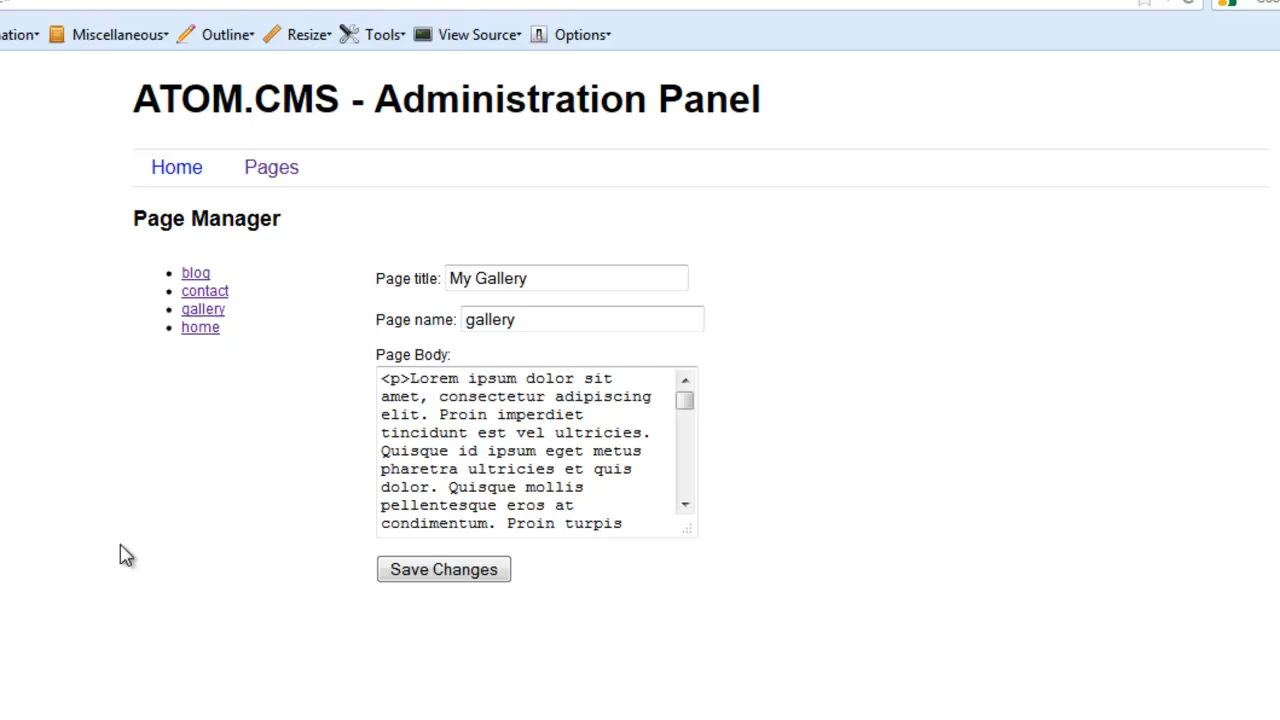 ation▾ Miscellaneous▾ Outline▾ Resize▾ Tools▾ View Source▾ Options▾
ATOM.CMS - Administration Panel
Home Pages
Page Manager
blog
contact
gallery
home
Page title: My Gallery
Page name: gallery
Page Body:
<p>Lorem ipsum dolor sit
amet, consectetur adipiscing
elit. Proin imperdiet
tincidunt est vel ultricies.
Quisque id ipsum eget metus
pharetra ultricies et quis
dolor. Quisque mollis
pellentesque eros at
condimentum. Proin turpis
Save Changes